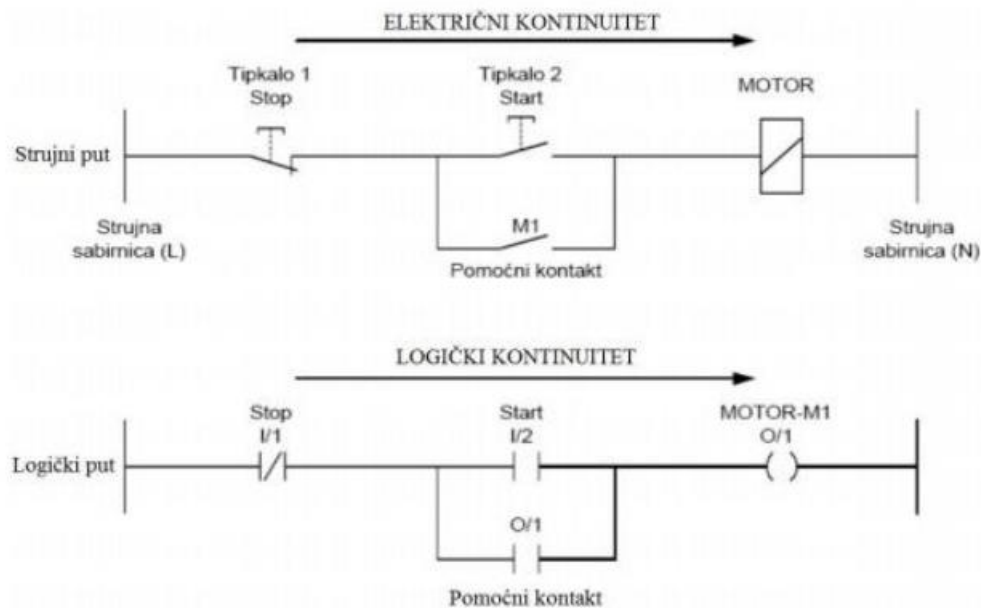 ELEKTRIČNI KONTINUITET
Tipkalo 1
Stop
Tipkalo 2
Start
MOTOR
Strujni put
Strujna
sabirnica (L)
M1
Pomoćni kontakt
Strujna
sabirnica (N)
LOGIČKI KONTINUITET
Stop
I/1
Start
I/2
MOTOR-M1
O/1
Logički put
O/1
Pomoćni kontakt